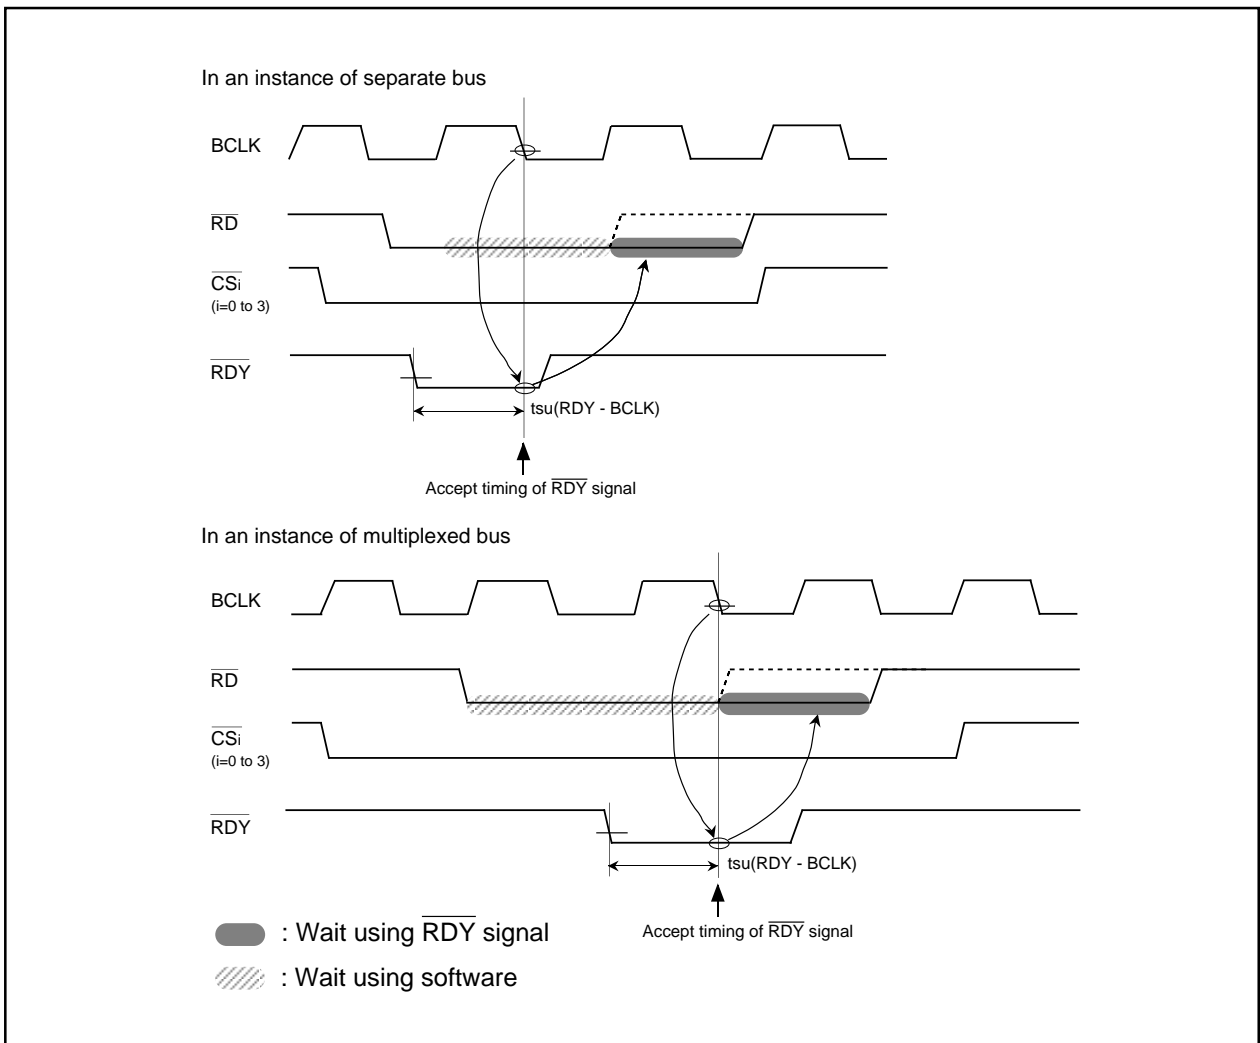 In an instance of separate bus
BCLK
RD
CSi
(i=0 to 3)
RDY
tsu(RDY - BCLK)
Accept timing of RDY signal
In an instance of multiplexed bus
BCLK
RD
CSi
(i=0 to 3)
RDY
tsu(RDY - BCLK)
Accept timing of RDY signal
: Wait using RDY signal
: Wait using software